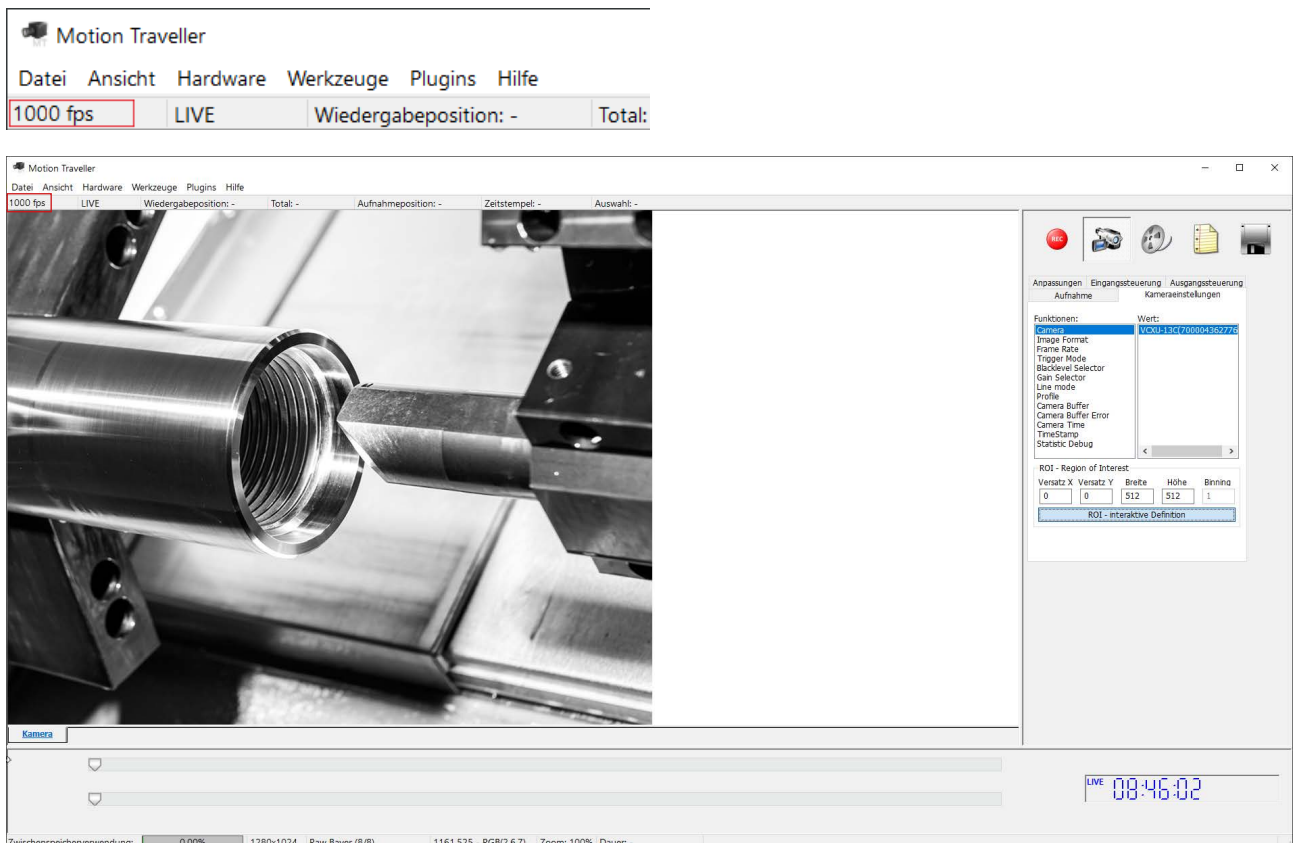 Motion Traveller
Datei Ansicht Hardware Werkzeuge Plugins Hilfe
1000 fps LIVE Wiedergabeposition: - Total:
Motion Traveller
Datei Ansicht Hardware Werkzeuge Plugins Hilfe
1000 fps LIVE Wiedergabeposition: - Total: - Aufnahmeposition: - Zeitstempel: - Auswahl: -
REC
Anpassungen Eingangssteuerung Ausgangssteuerung
Aufnahme Kameraeinstellungen
Funktionen: Wert:
Camera VCXU-13C(700004362776
Image Format
Frame Rate
Trigger Mode
Blacklevel Selector
Gain Selector
Line mode
Profile
Camera Buffer
Camera Buffer Error
Camera Time
TimeStamp
Statistic Debug
ROI - Region of Interest
Versatz X Versatz Y Breite Höhe Binning
0 0 512 512 1
ROI - interaktive Definition
Kamera
LIVE 08:46:02
Zwischenspeicherverwendung: 0.00% 1280x1024 Raw Bayer (8/8) 1161,525 - RGB(2,6,7) Zoom: 100% Dauer: